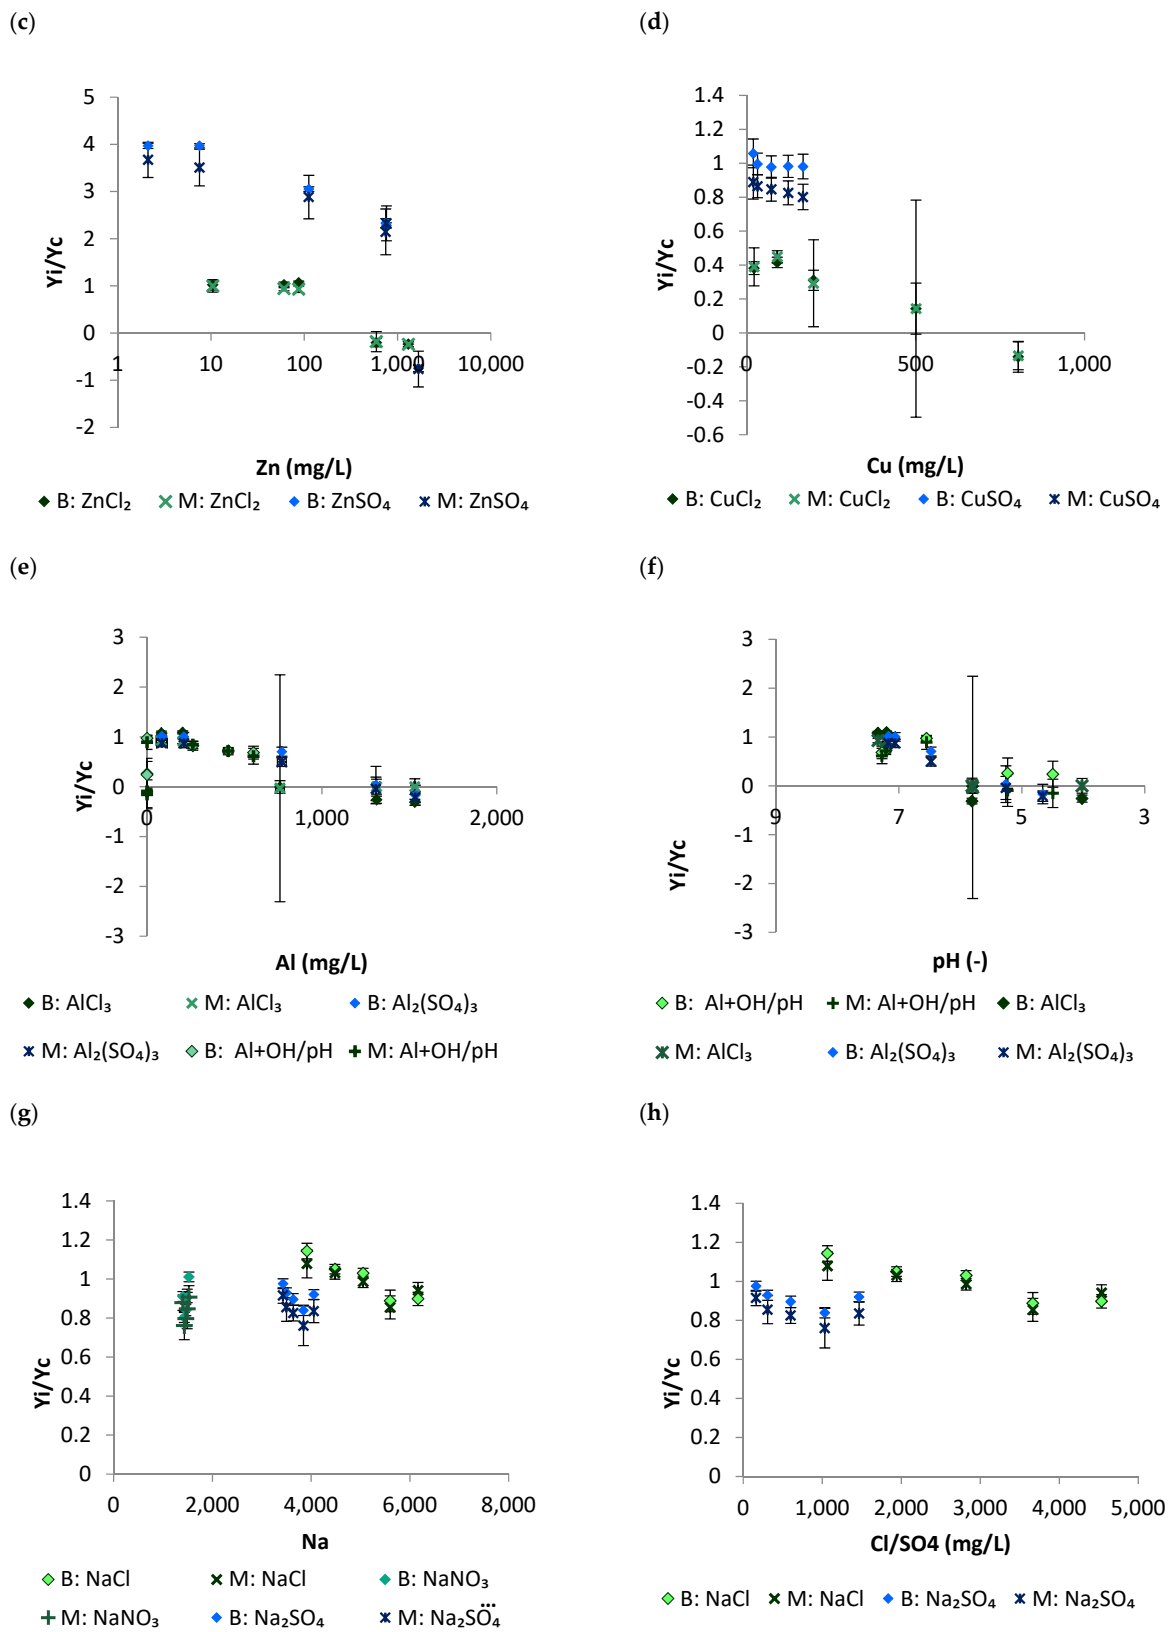 (c)
(d)
5
4
3
2
1
0
-1
-2
1
10
100
1,000
10,000
Yi/Yc
Zn (mg/L)
◆ B: ZnCl₂ × M: ZnCl₂ ◆ B: ZnSO₄ ж M: ZnSO₄
1.4
1.2
1
0.8
0.6
0.4
0.2
0
-0.2
-0.4
-0.6
0
500
1,000
Yi/Yc
Cu (mg/L)
◆ B: CuCl₂ × M: CuCl₂ ◆ B: CuSO₄ ж M: CuSO₄
(e)
(f)
3
2
1
0
-1
-2
-3
0
1,000
2,000
Yi/Yc
Al (mg/L)
◆ B: AlCl₃ × M: AlCl₃ ◆ B: Al₂(SO₄)₃
ж M: Al₂(SO₄)₃ ◇ B: Al+OH/pH + M: Al+OH/pH
3
2
1
0
-1
-2
-3
9
7
5
3
Yi/Yc
pH (-)
◇ B: Al+OH/pH + M: Al+OH/pH ◆ B: AlCl₃
ж M: AlCl₃ ◆ B: Al₂(SO₄)₃ ж M: Al₂(SO₄)₃
(g)
(h)
1.4
1.2
1
0.8
0.6
0.4
0.2
0
0
2,000
4,000
6,000
8,000
Yi/Yc
Na
◇ B: NaCl × M: NaCl ◆ B: NaNO₃
+ M: NaNO₃ ◆ B: Na₂SO₄ ж M: Na₂SO₄
...
1.4
1.2
1
0.8
0.6
0.4
0.2
0
0
1,000
2,000
3,000
4,000
5,000
Yi/Yc
Cl/SO4 (mg/L)
◇ B: NaCl × M: NaCl ◆ B: Na₂SO₄ ж M: Na₂SO₄